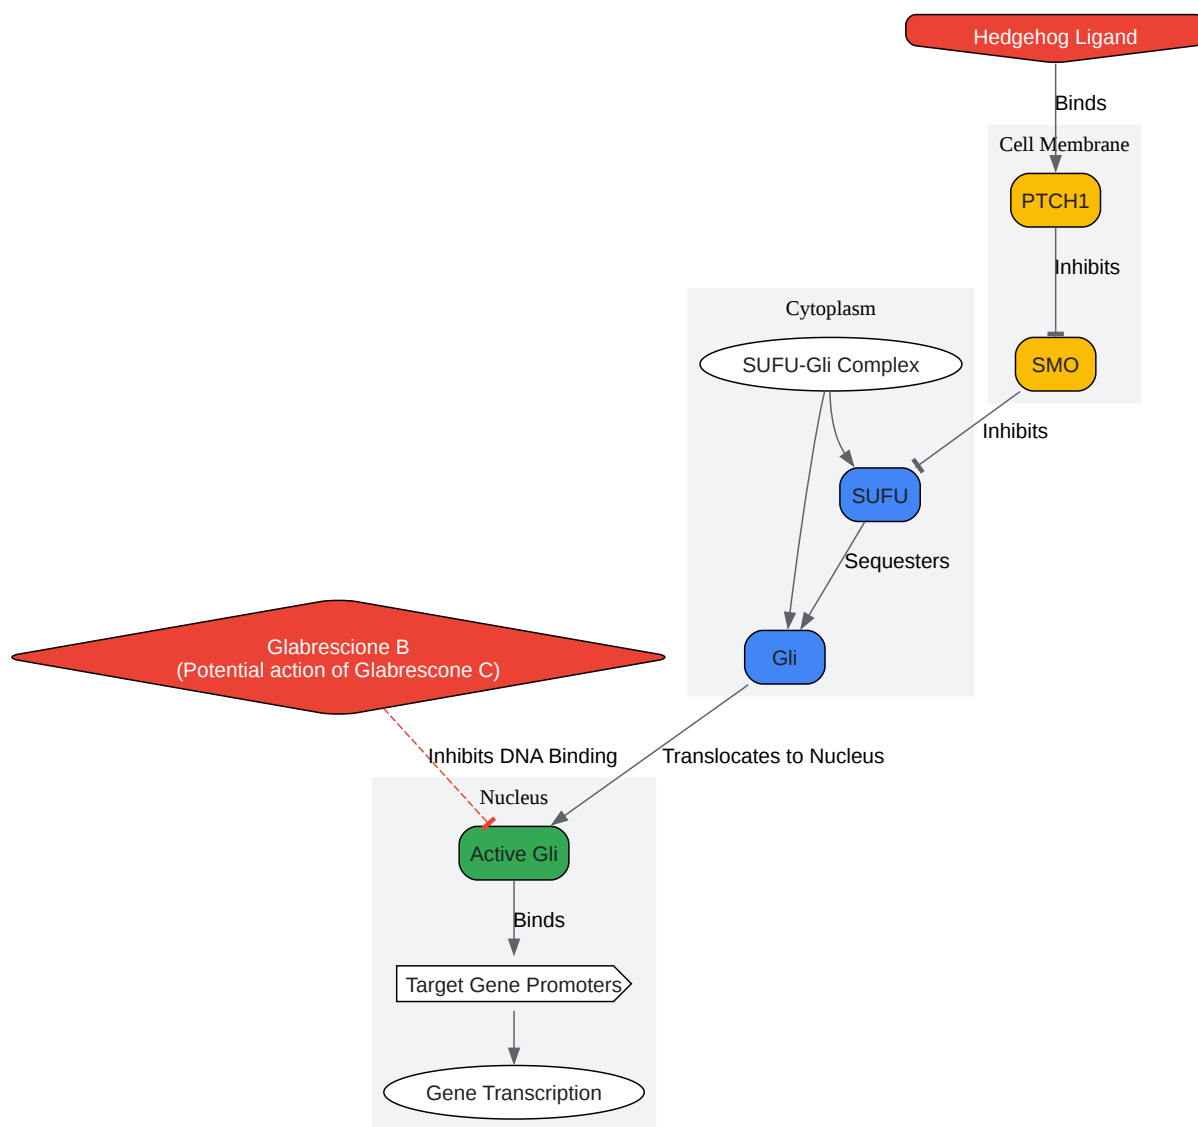 Hedgehog Ligand
Binds
Cell Membrane
PTCH1
Inhibits
Cytoplasm
SUFU-Gli Complex
SMO
Inhibits
SUFU
Sequesters
Glabrescione B
(Potential action of Glabrescone C)
Gli
Inhibits DNA Binding
Translocates to Nucleus
Nucleus
Active Gli
Binds
Target Gene Promoters
Gene Transcription